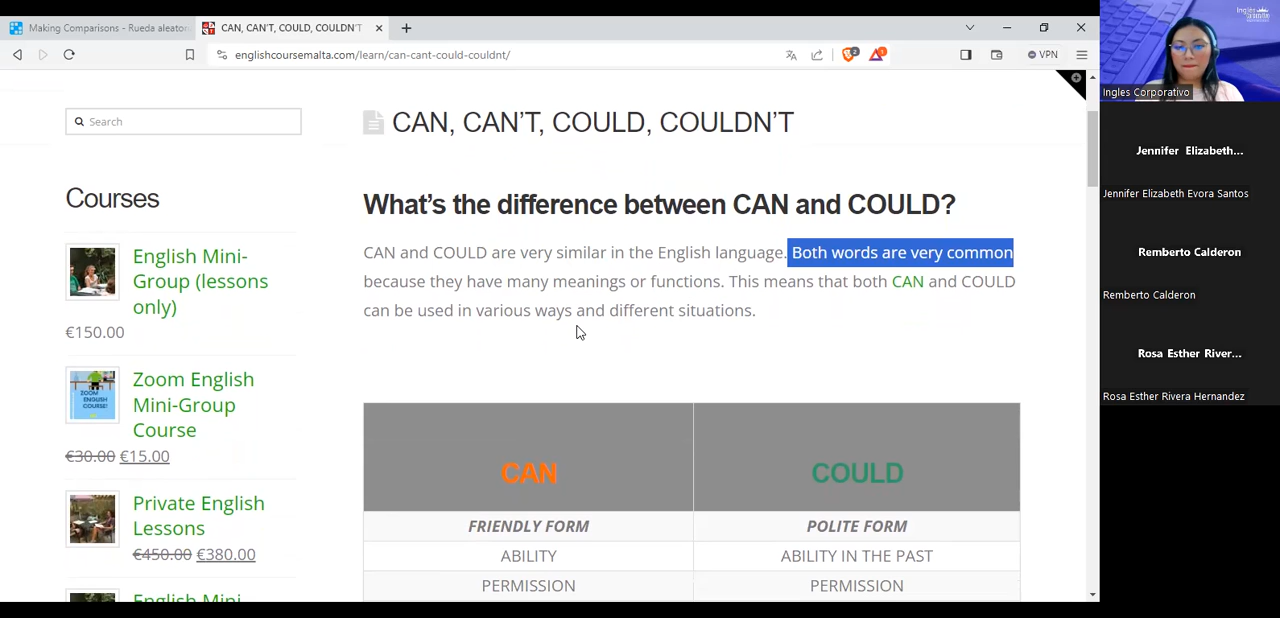 Making Comparisons - Rueda aleator
CAN, CAN'T, COULD, COULDN'T
englishcoursemalta.com/learn/can-cant-could-couldnt/
2
1
VPN
Search
Courses
English Mini-
Group (lessons
only)
€150.00
Zoom English
Mini-Group
Course
€30.00 €15.00
Private English
Lessons
€450.00 €380.00
English Mini-
CAN, CAN'T, COULD, COULDN'T
What's the difference between CAN and COULD?
CAN and COULD are very similar in the English language. Both words are very common
because they have many meanings or functions. This means that both CAN and COULD
can be used in various ways and different situations.
CAN COULD
FRIENDLY FORM POLITE FORM
ABILITY ABILITY IN THE PAST
PERMISSION PERMISSION
Ingles
Corporativo
Ingles Corporativo
Jennifer Elizabeth...
Jennifer Elizabeth Evora Santos
Remberto Calderon
Remberto Calderon
Rosa Esther River...
Rosa Esther Rivera Hernandez